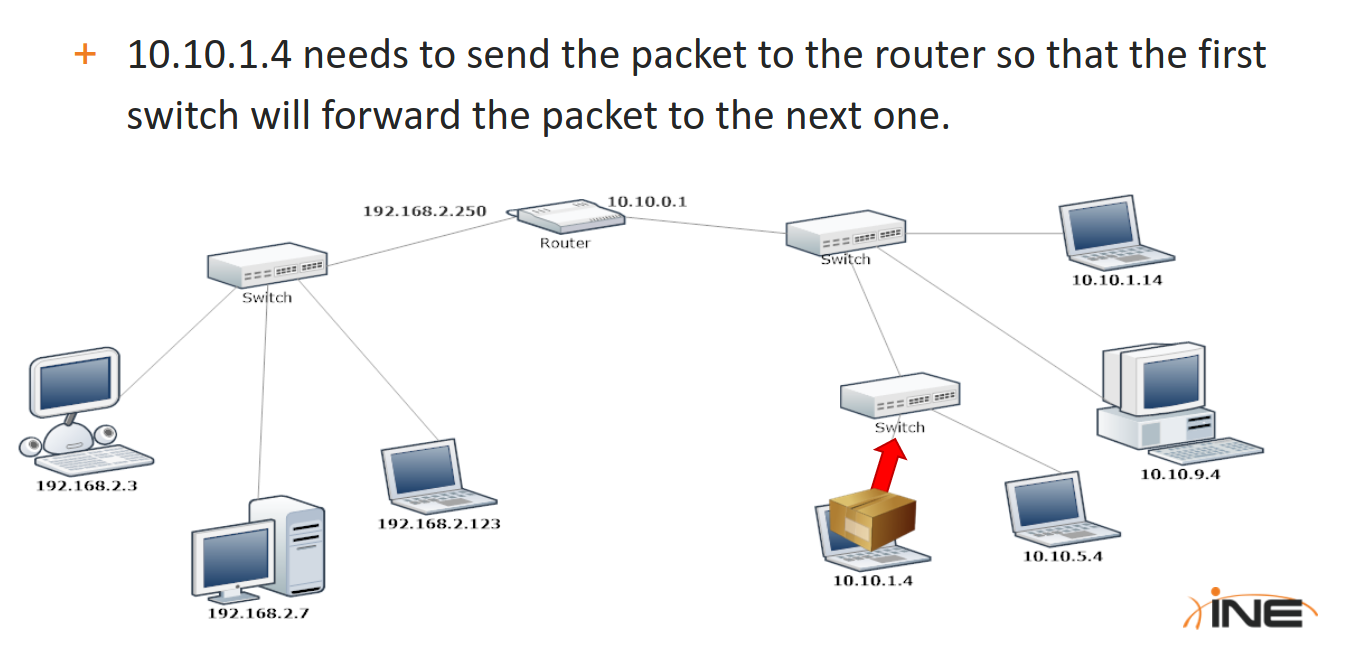 + 10.10.1.4 needs to send the packet to the router so that the first
switch will forward the packet to the next one.
192.168.2.250
10.10.0.1
Router
Switch
Switch
10.10.1.14
Switch
192.168.2.3
192.168.2.123
192.168.2.7
10.10.9.4
10.10.5.4
10.10.1.4
INE